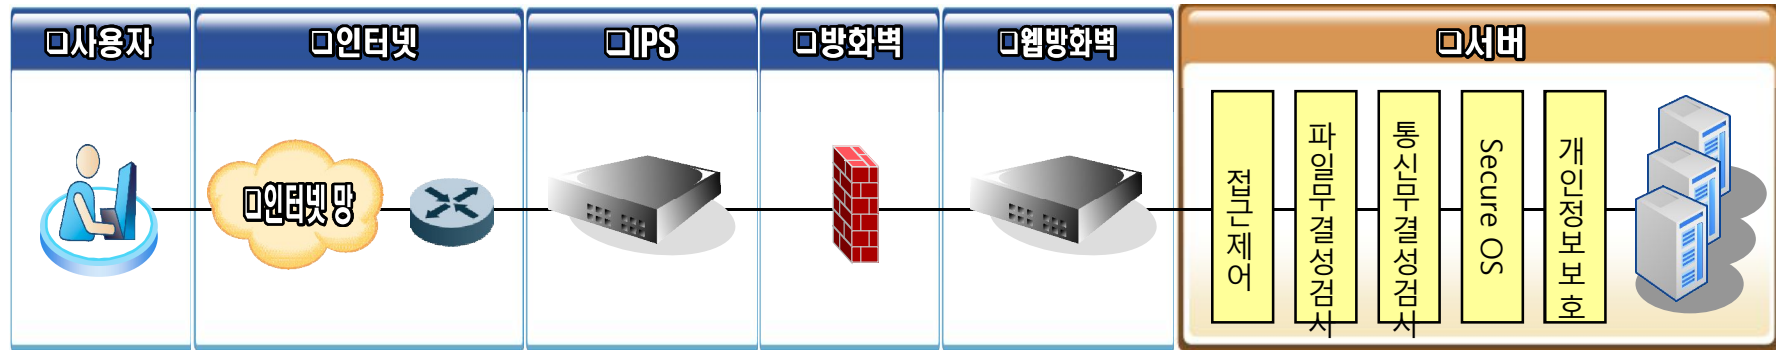 □사용자
□인터넷
□IPS
□방화벽
□웹방화벽
□서버
□인터넷 망
접근제어
파일무결성검사
통신무결성검사
Secure OS
개인정보보호